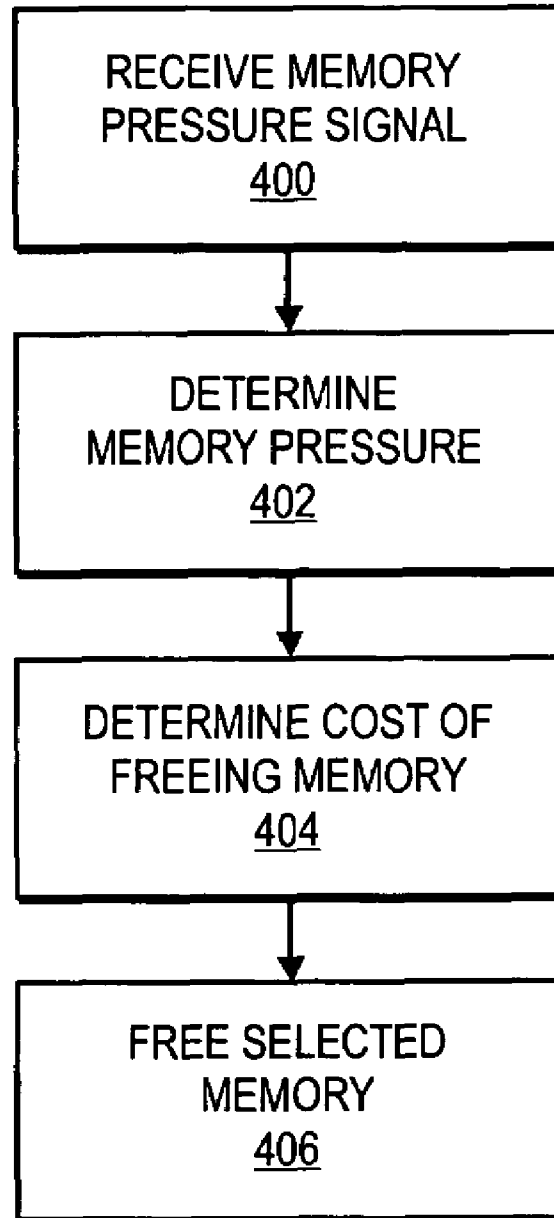 RECEIVE MEMORY
PRESSURE SIGNAL
400
DETERMINE
MEMORY PRESSURE
402
DETERMINE COST OF
FREEING MEMORY
404
FREE SELECTED
MEMORY
406